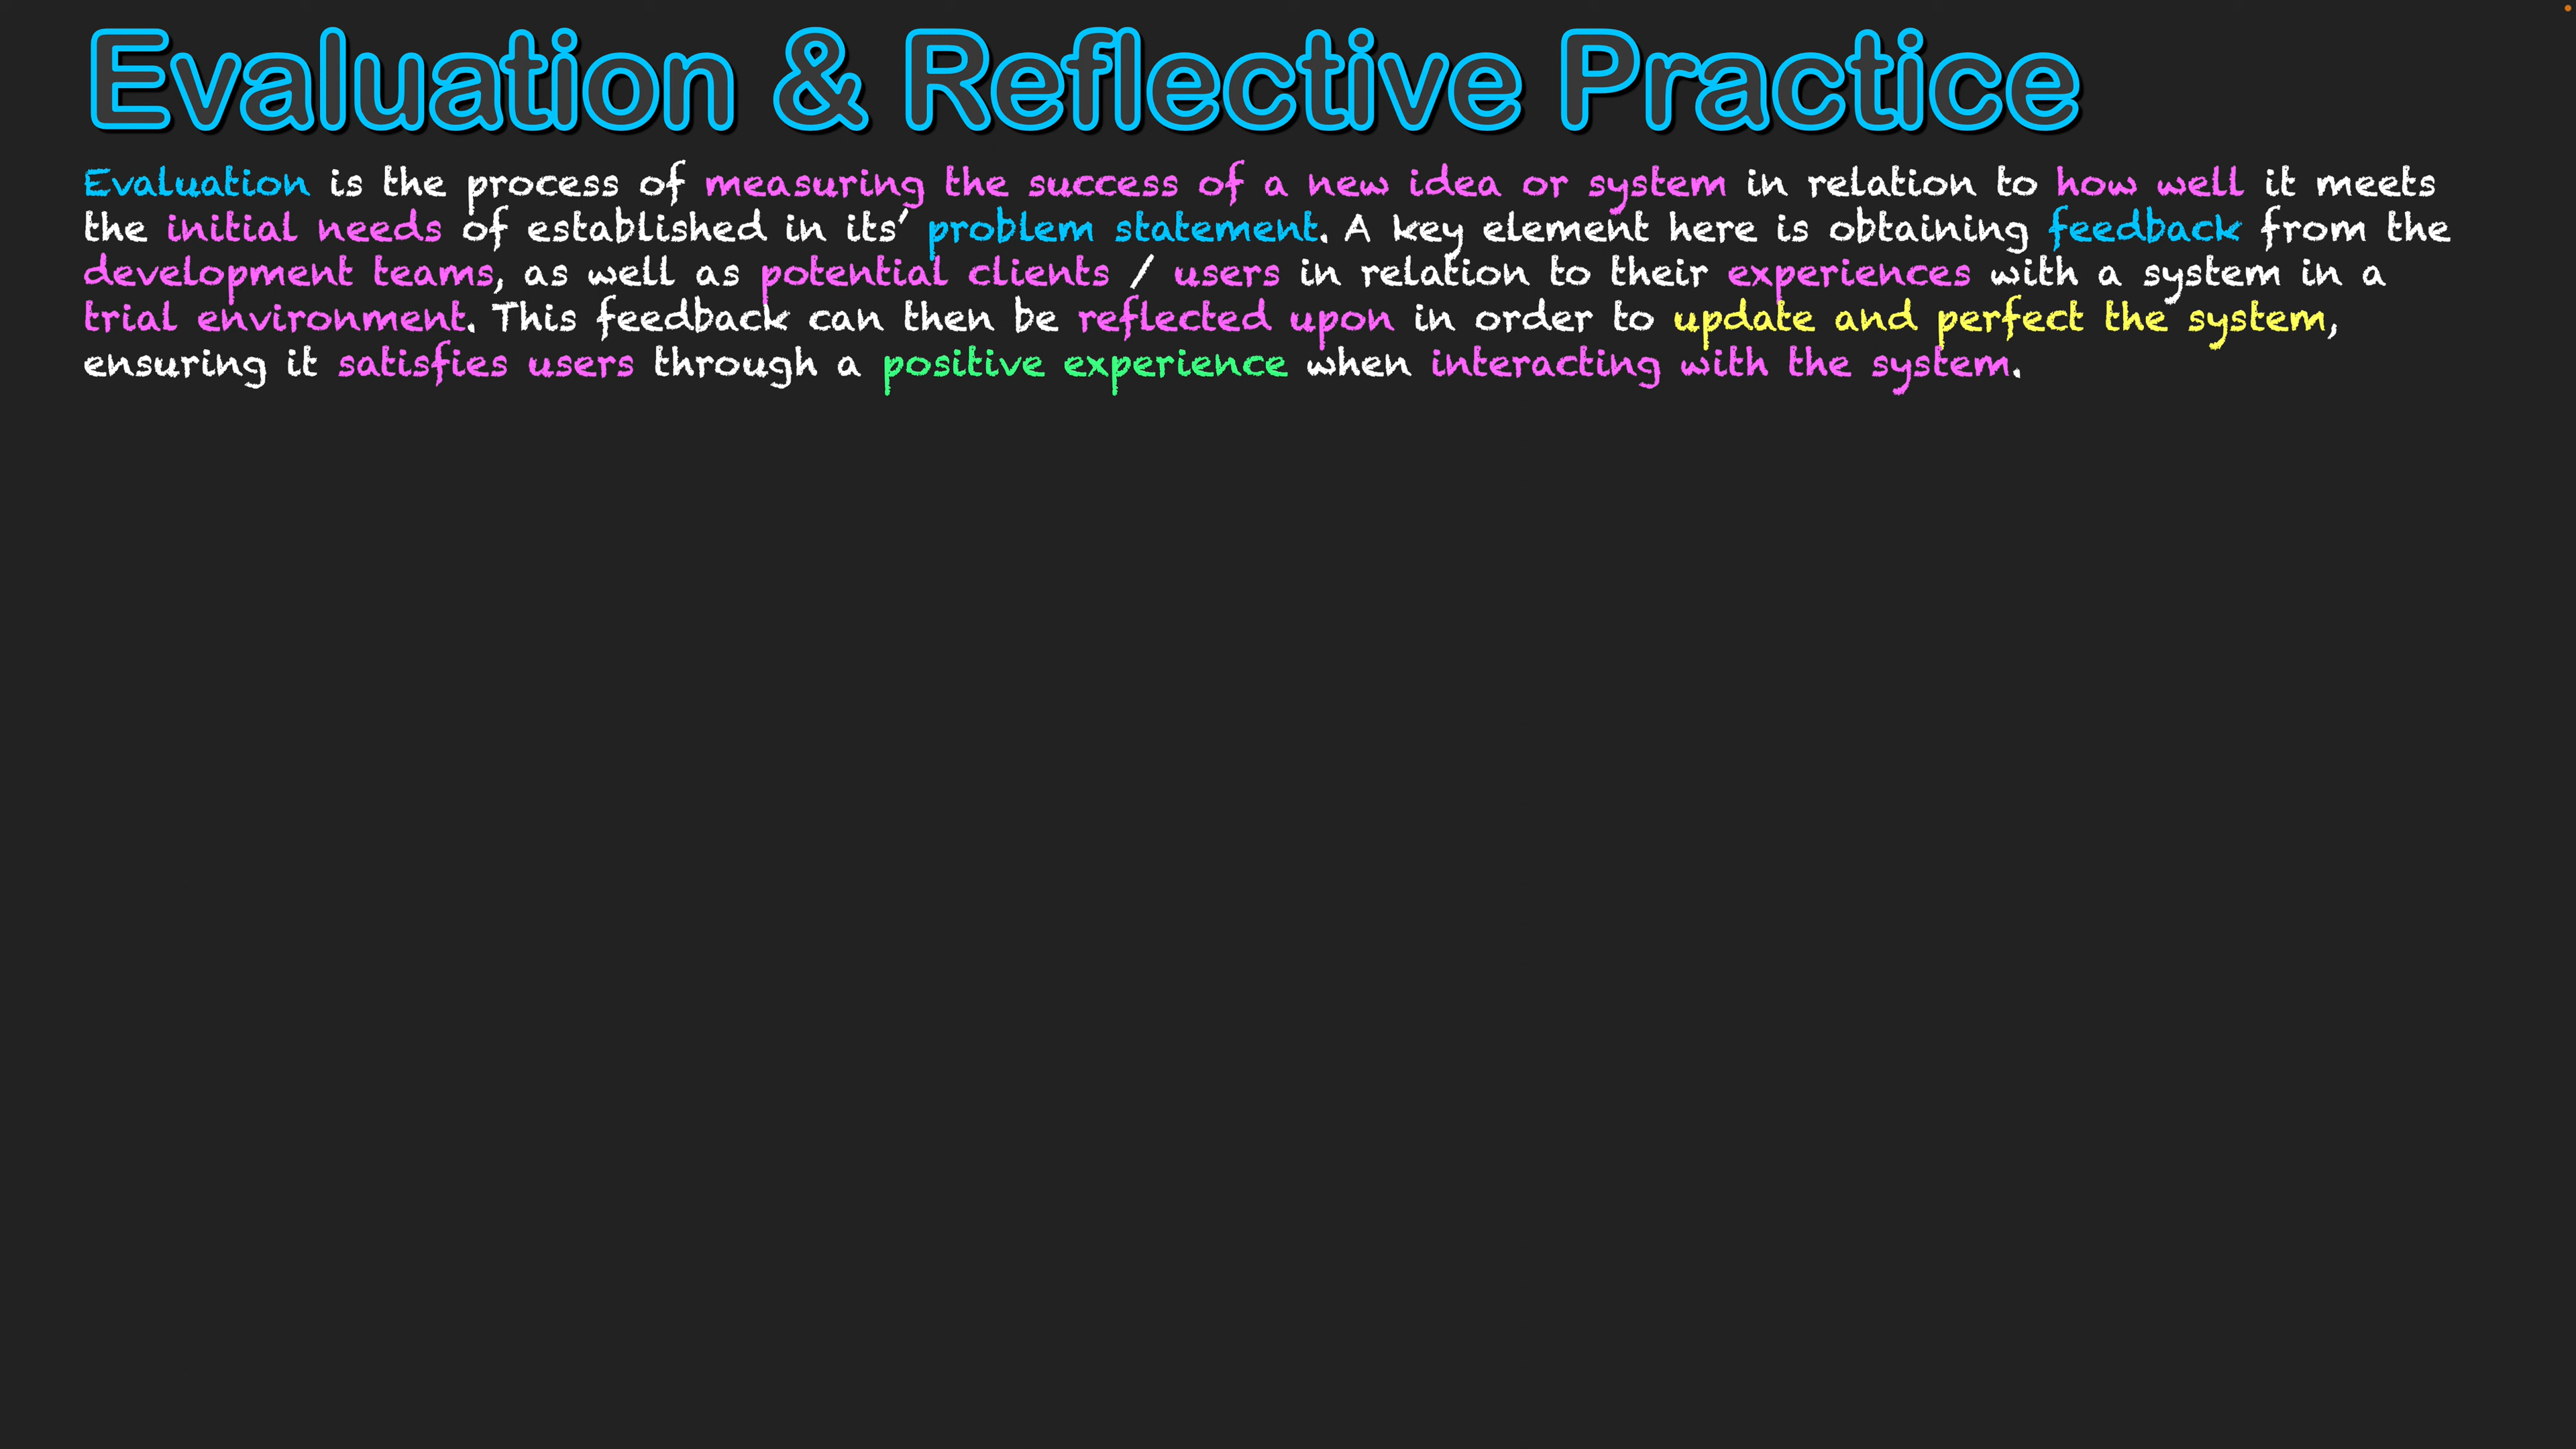 Evaluation & Reflective Practice
Evaluation is the process of measuring the success of a new idea or system in relation to how well it meets
the initial needs of established in its’ problem statement. A key element here is obtaining feedback from the
development teams, as well as potential clients / users in relation to their experiences with a system in a
trial environment. This feedback can then be reflected upon in order to update and perfect the system,
ensuring it satisfies users through a positive experience when interacting with the system.